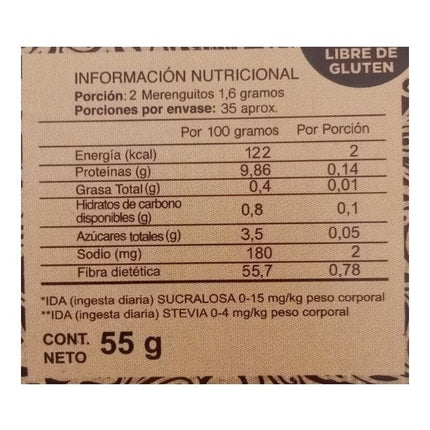 LIBRE DE
GLUTEN
INFORMACIÓN NUTRICIONAL
Porción: 2 Merenguitos 1,6 gramos
Porciones por envase: 35 aprox.
Por 100 gramos Por Porción
Energía (kcal) 122 2
Proteínas (g) 9,86 0,14
Grasa Total (g) 0,4 0,01
Hidratos de carbono
disponibles (g) 0,8 0,1
Azúcares totales (g) 3,5 0,05
Sodio (mg) 180 2
Fibra dietética 55,7 0,78
*IDA (ingesta diaria) SUCRALOSA 0-15 mg/kg peso corporal
**IDA (ingesta diaria) STEVIA 0-4 mg/kg peso corporal
CONT.
NETO 55 g